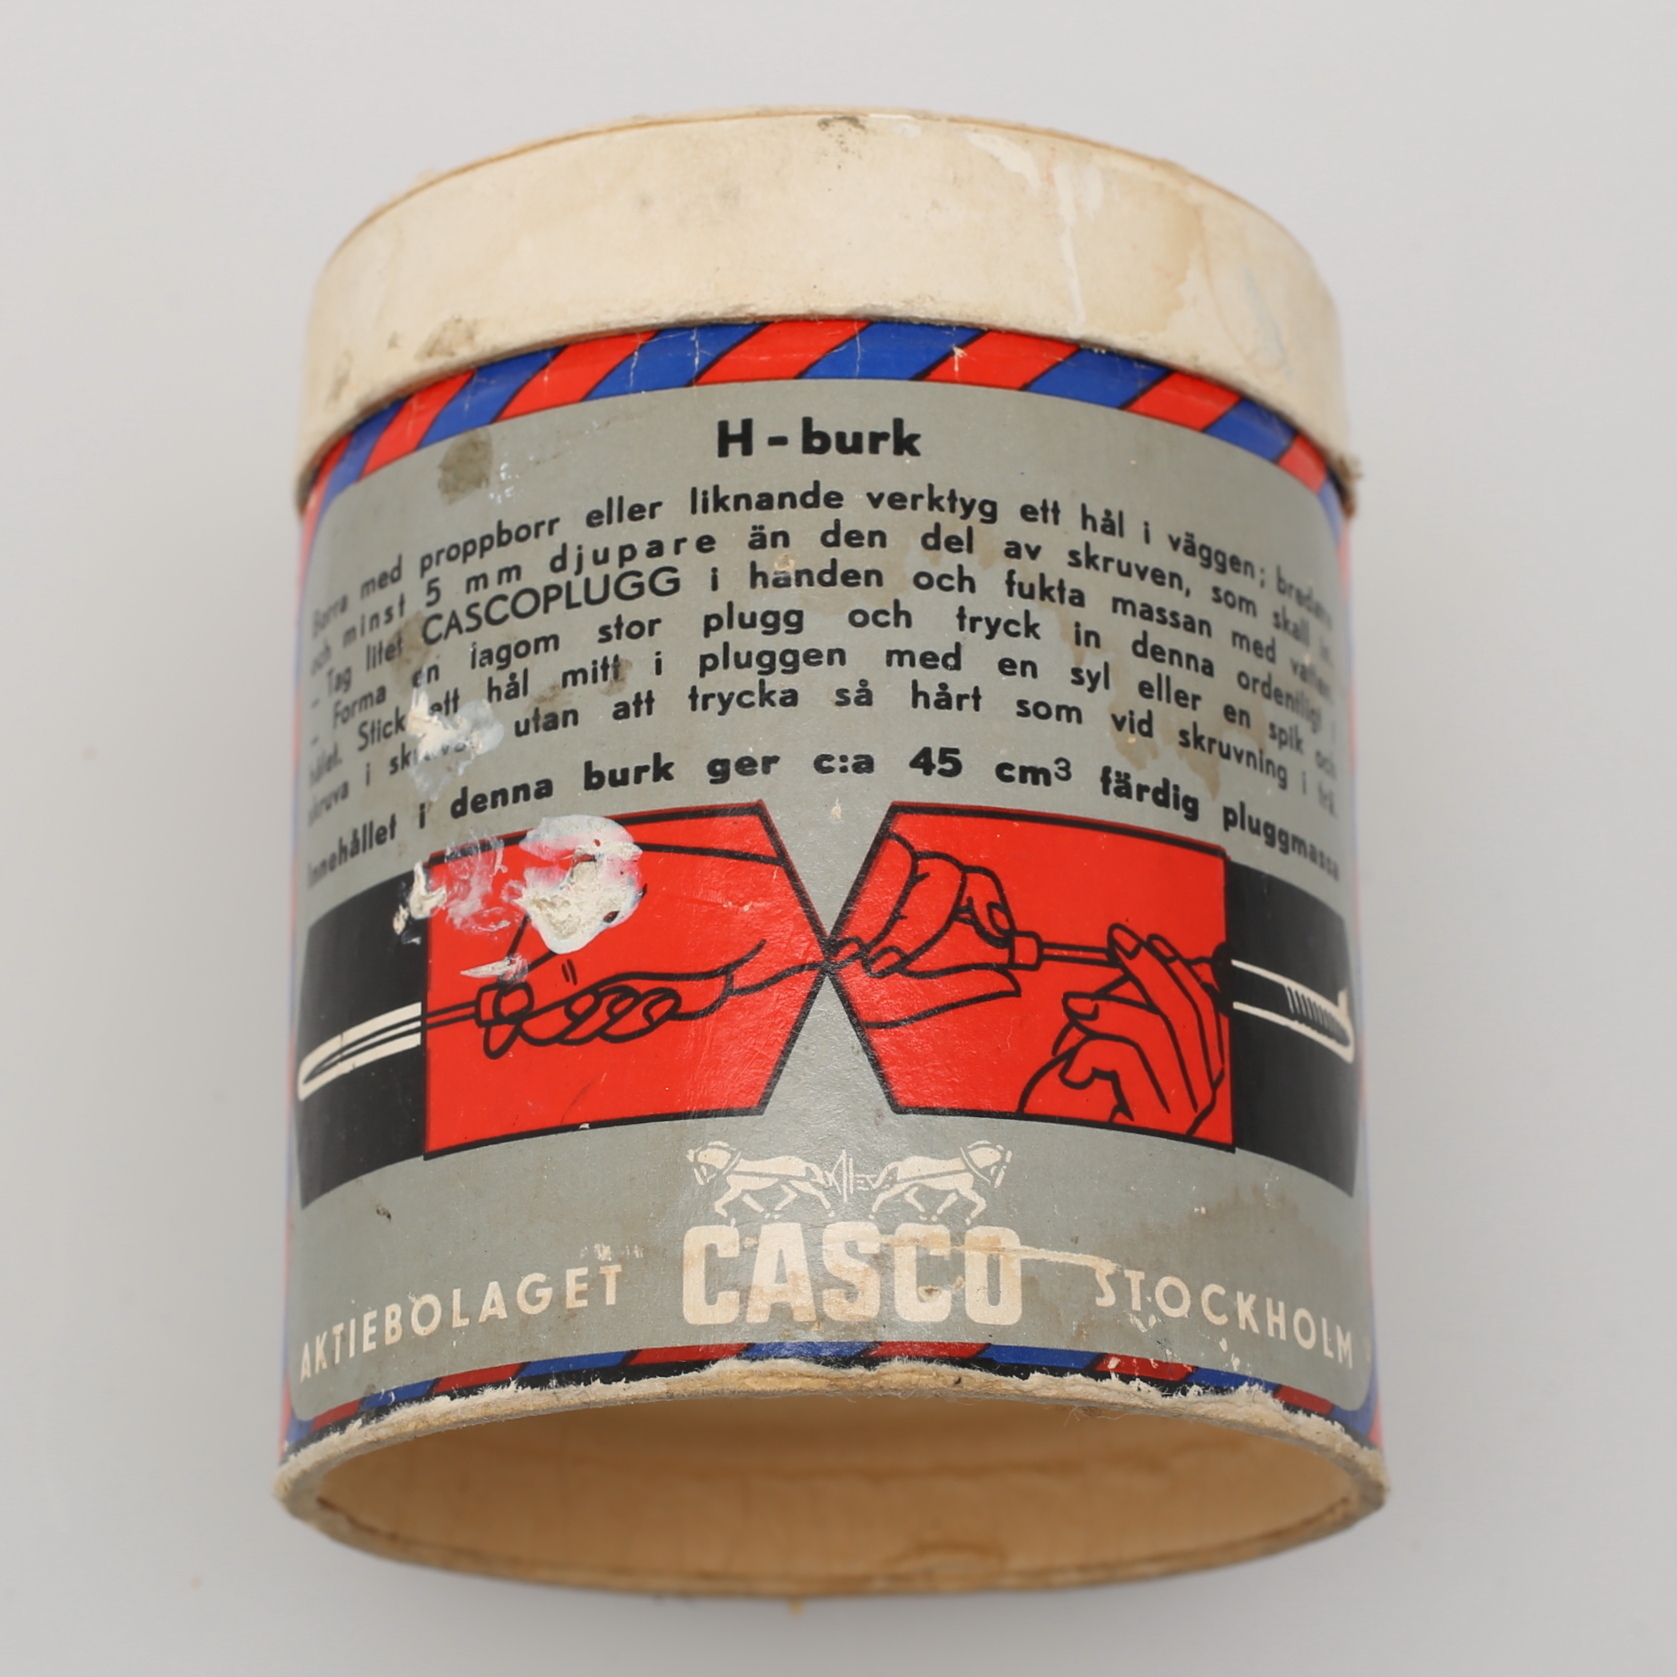 H - burk
Borra med proppborr eller liknande verktyg ett hål i väggen; bredare
och minst 5 mm djupare än den del av skruven, som skall in.
- Tag litet CASCOPLUGG i handen och fukta massan med vatten.
- Forma en lagom stor plugg och tryck in denna ordentligt i
hålet. Stick ett hål mitt i pluggen med en syl eller en spik och
skruva i skruven utan att trycka så hårt som vid skruvning i trä.
Innehållet i denna burk ger c:a 45 cm³ färdig pluggmassa
CASCO
AKTIEBOLAGET STOCKHOLM